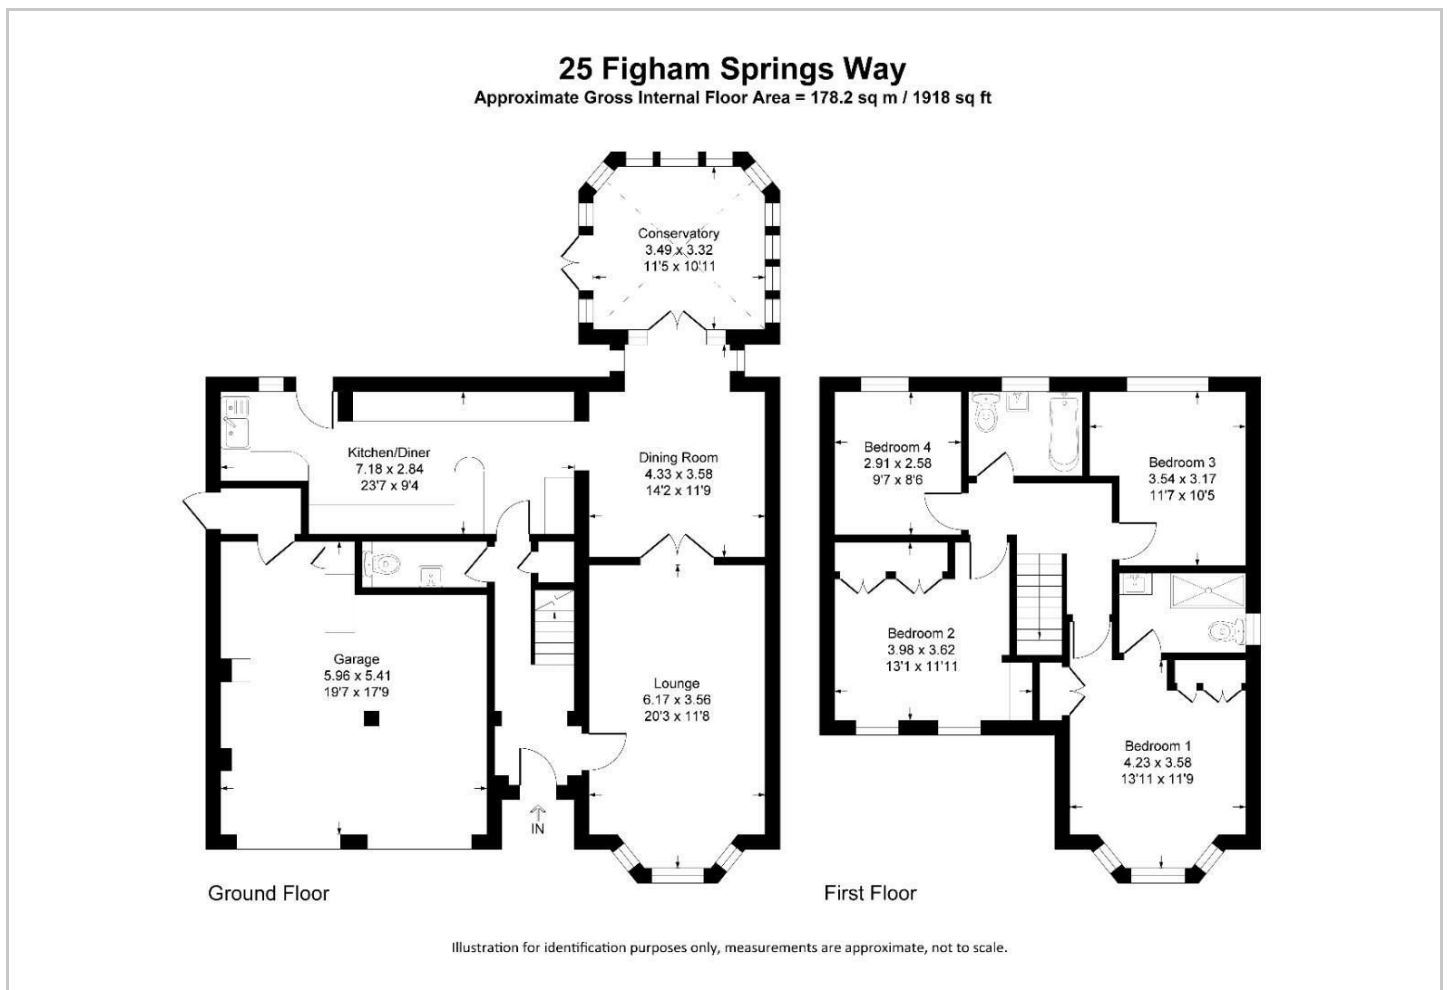 25 Figham Springs Way
Approximate Gross Internal Floor Area = 178.2 sq m / 1918 sq ft
Conservatory
3.49 x 3.32
11'5 x 10'11
Kitchen/Diner
7.18 x 2.84
23'7 x 9'4
Dining Room
4.33 x 3.58
14'2 x 11'9
Garage
5.96 x 5.41
19'7 x 17'9
Lounge
6.17 x 3.56
20'3 x 11'8
IN
Ground Floor
Bedroom 4
2.91 x 2.58
9'7 x 8'6
Bedroom 3
3.54 x 3.17
11'7 x 10'5
Bedroom 2
3.98 x 3.62
13'1 x 11'11
Bedroom 1
4.23 x 3.58
13'11 x 11'9
First Floor
Illustration for identification purposes only, measurements are approximate, not to scale.